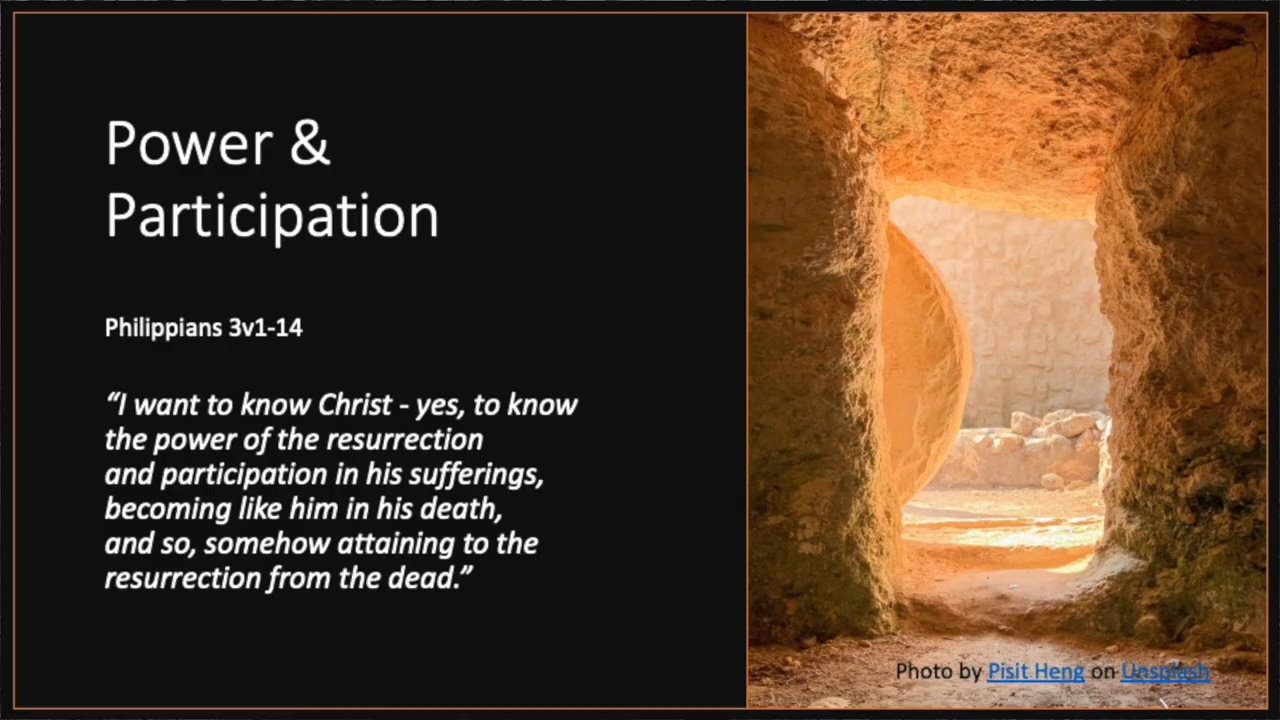 Power &
Participation
Philippians 3v1-14
“I want to know Christ - yes, to know
the power of the resurrection
and participation in his sufferings,
becoming like him in his death,
and so, somehow attaining to the
resurrection from the dead.”
Photo by Pisit Heng on Unsplash